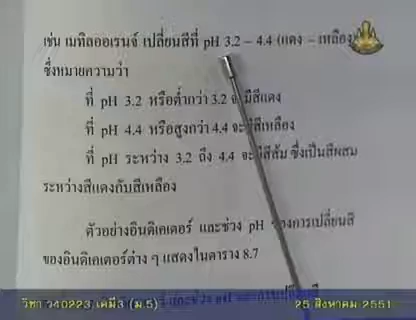 เช่น เมทิลออเรนจ์ เปลี่ยนสีที่ pH 3.2 – 4.4 (แดง – เหลือง)
ซึ่งหมายความว่า
ที่ pH 3.2 หรือต่ำกว่า 3.2 จะมีสีแดง
ที่ pH 4.4 หรือสูงกว่า 4.4 จะมีสีเหลือง
ที่ pH ระหว่าง 3.2 ถึง 4.4 จะมีสีส้ม ซึ่งเป็นสีผสม
ระหว่างสีแดงกับสีเหลือง
ตัวอย่างอินดิเคเตอร์ และช่วง pH ของการเปลี่ยนสี
ของอินดิเคเตอร์ต่าง ๆ แสดงในตาราง 8.7
วิชา ว40223 เคมี3 (ม.5) 25 สิงหาคม 2551